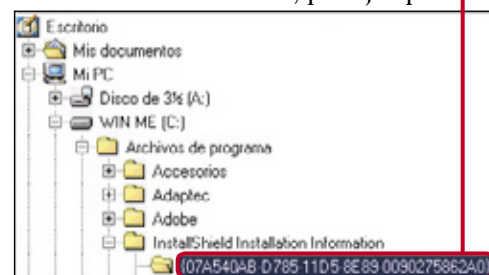 Escritorio
Mis documentos
Mi PC
Disco de 3½ (A:)
WIN ME (C:)
Archivos de programa
Accesorios
Adaptec
Adobe
InstallShield Installation Information
{07A540AB-D785-11D5-8E89-0090275862A0}